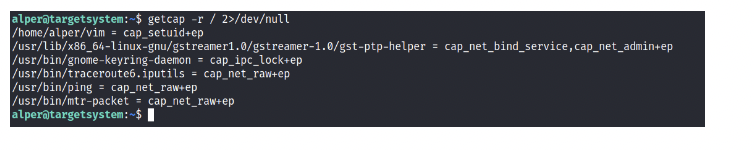 alper@targetsystem:~$ getcap -r / 2>/dev/null
/home/alper/vim = cap_setuid+ep
/usr/lib/x86_64-linux-gnu/gstreamer1.0/gstreamer-1.0/gst-ptp-helper = cap_net_bind_service,cap_net_admin+ep
/usr/bin/gnome-keyring-daemon = cap_ipc_lock+ep
/usr/bin/traceroute6.iputils = cap_net_raw+ep
/usr/bin/ping = cap_net_raw+ep
/usr/bin/mtr-packet = cap_net_raw+ep
alper@targetsystem:~$